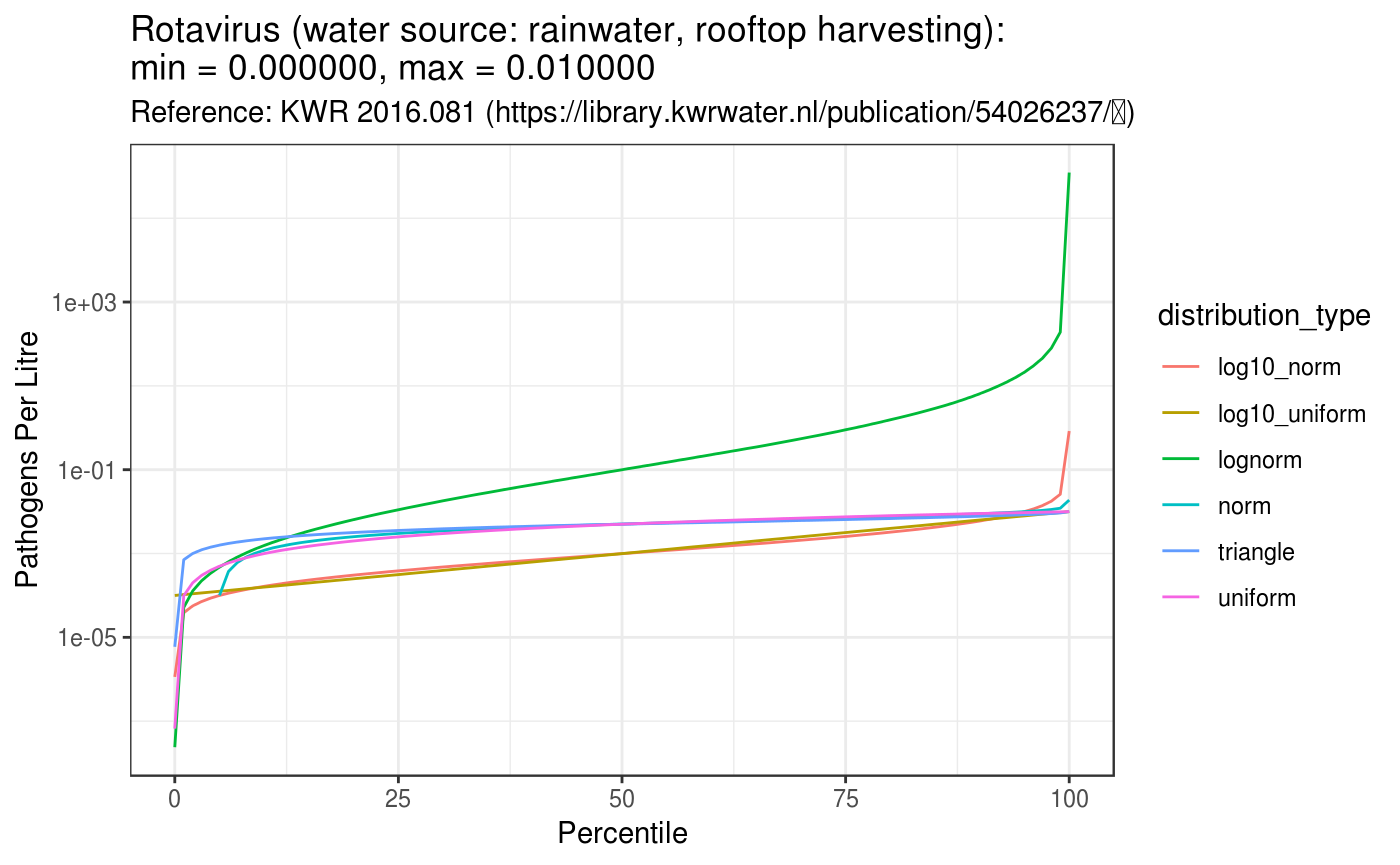 Rotavirus (water source: rainwater, rooftop harvesting):
min = 0.000000, max = 0.010000
Reference: KWR 2016.081 (https://library.kwrwater.nl/publication/54026237/)
Pathogens Per Litre
1e+03
1e-01
1e-05
0 25 50 75 100
Percentile
distribution_type
log10_norm
log10_uniform
lognorm
norm
triangle
uniform